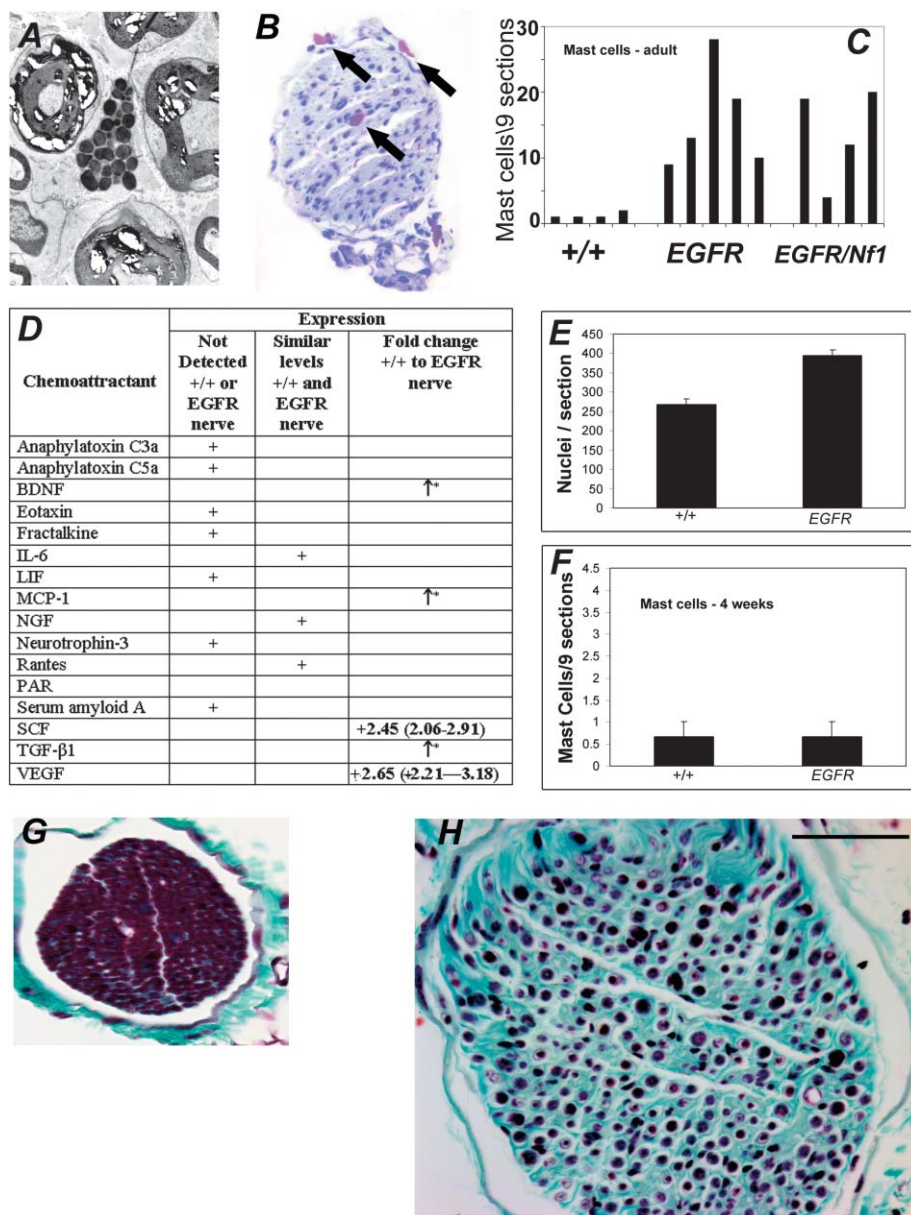 A
B
C
Mast cells - adult
Mast cells\9 sections
30
20
10
0
+/+ EGFR EGFR/Nf1
D
Chemoattractant
Expression
Not Detected +/+ or EGFR nerve
Similar levels +/+ and EGFR nerve
Fold change +/+ to EGFR nerve
Anaphylatoxin C3a +
Anaphylatoxin C5a +
BDNF ↑*
Eotaxin +
Fractalkine +
IL-6 +
LIF +
MCP-1 ↑*
NGF +
Neurotrophin-3 +
Rantes +
PAR
Serum amyloid A +
SCF +2.45 (2.06-2.91)
TGF-β1 ↑*
VEGF +2.65 (+2.21—3.18)
E
Nuclei / section
450
400
350
300
250
200
150
100
50
0
+/+ EGFR
F
Mast cells - 4 weeks
Mast Cells/9 sections
4.5
4
3.5
3
2.5
2
1.5
1
0.5
0
+/+ EGFR
G
H